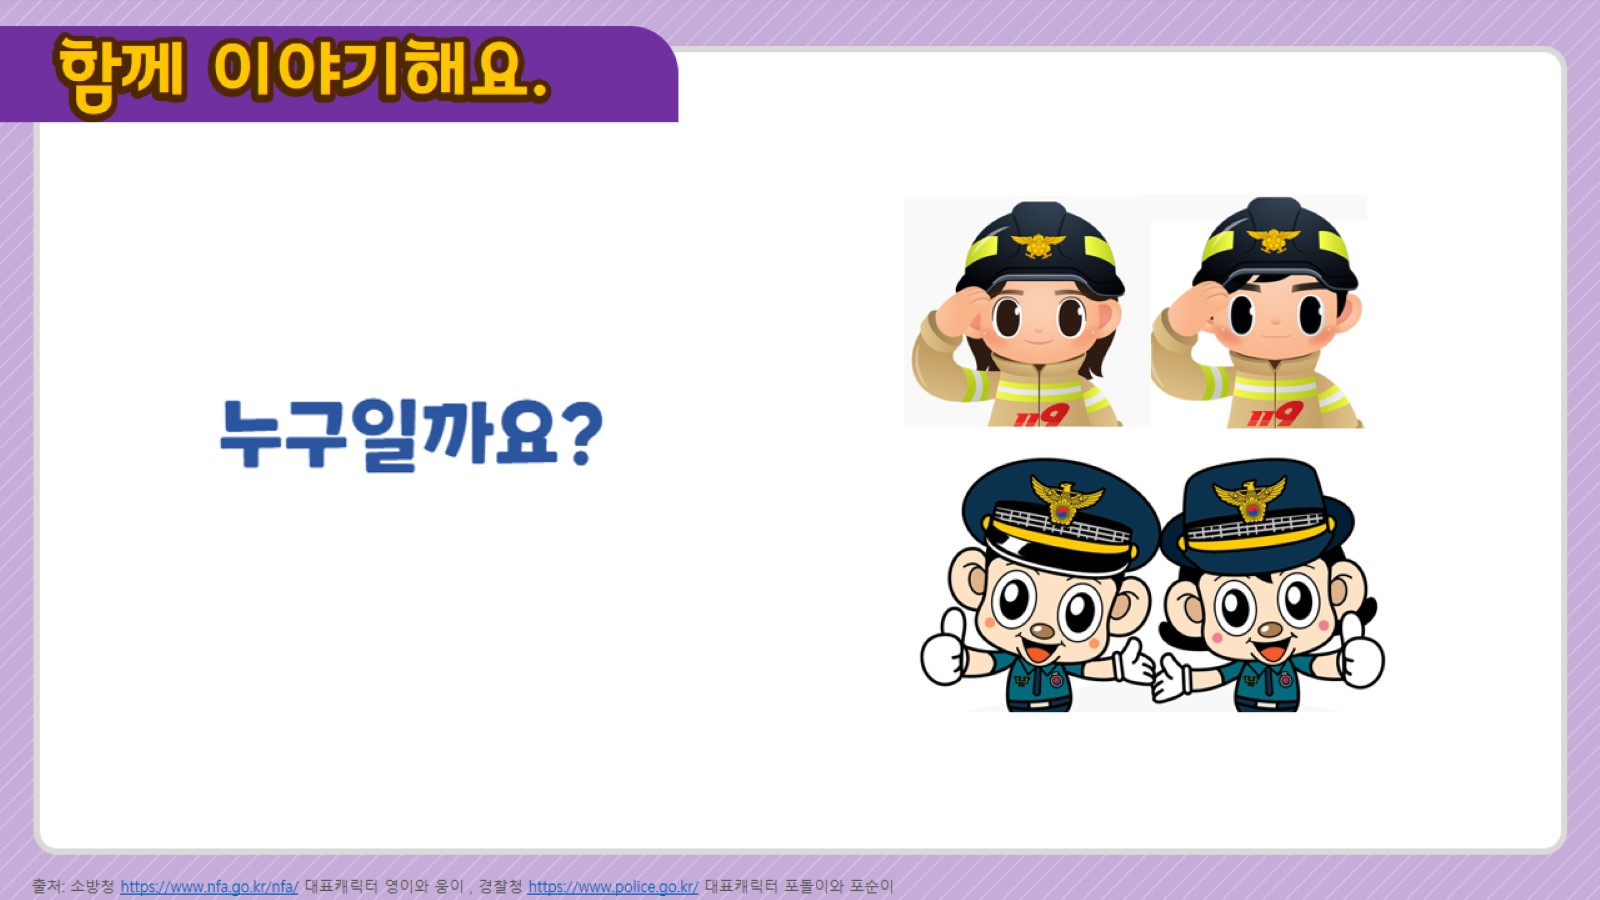 함께 이야기해요.
누구일까요?
119
119
출저: 소방청 https://www.nfa.go.kr/nfa/ 대표캐릭터 영이와 웅이 , 경찰청 https://www.police.go.kr/ 대표캐릭터 포돌이와 포순이